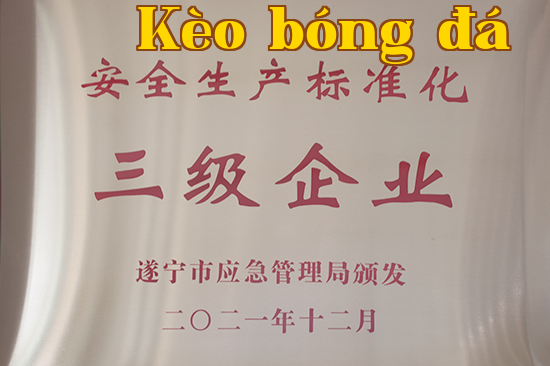 Kèo bóng đá
安全生产标准化
三级企业
遂宁市应急管理局颁发
二〇二一年十二月